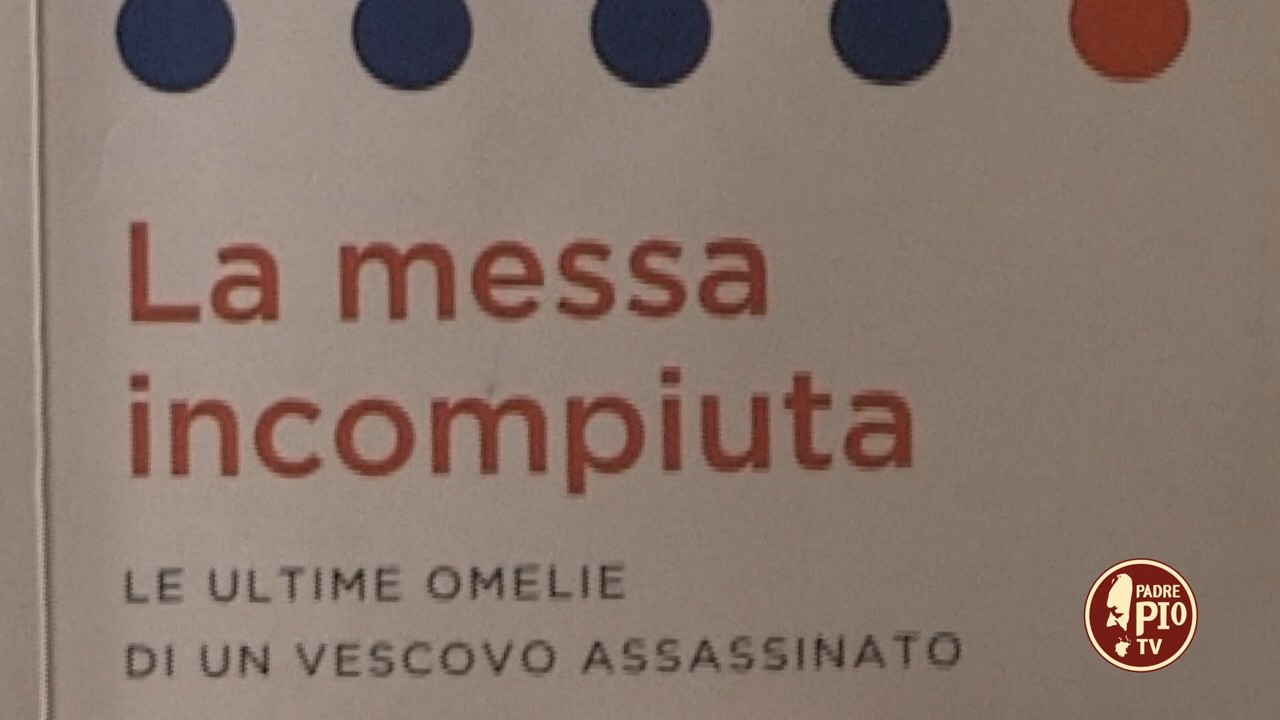 La messa
incompiuta
LE ULTIME OMELIE
DI UN VESCOVO ASSASSINATO
PADRE
PIO
TV